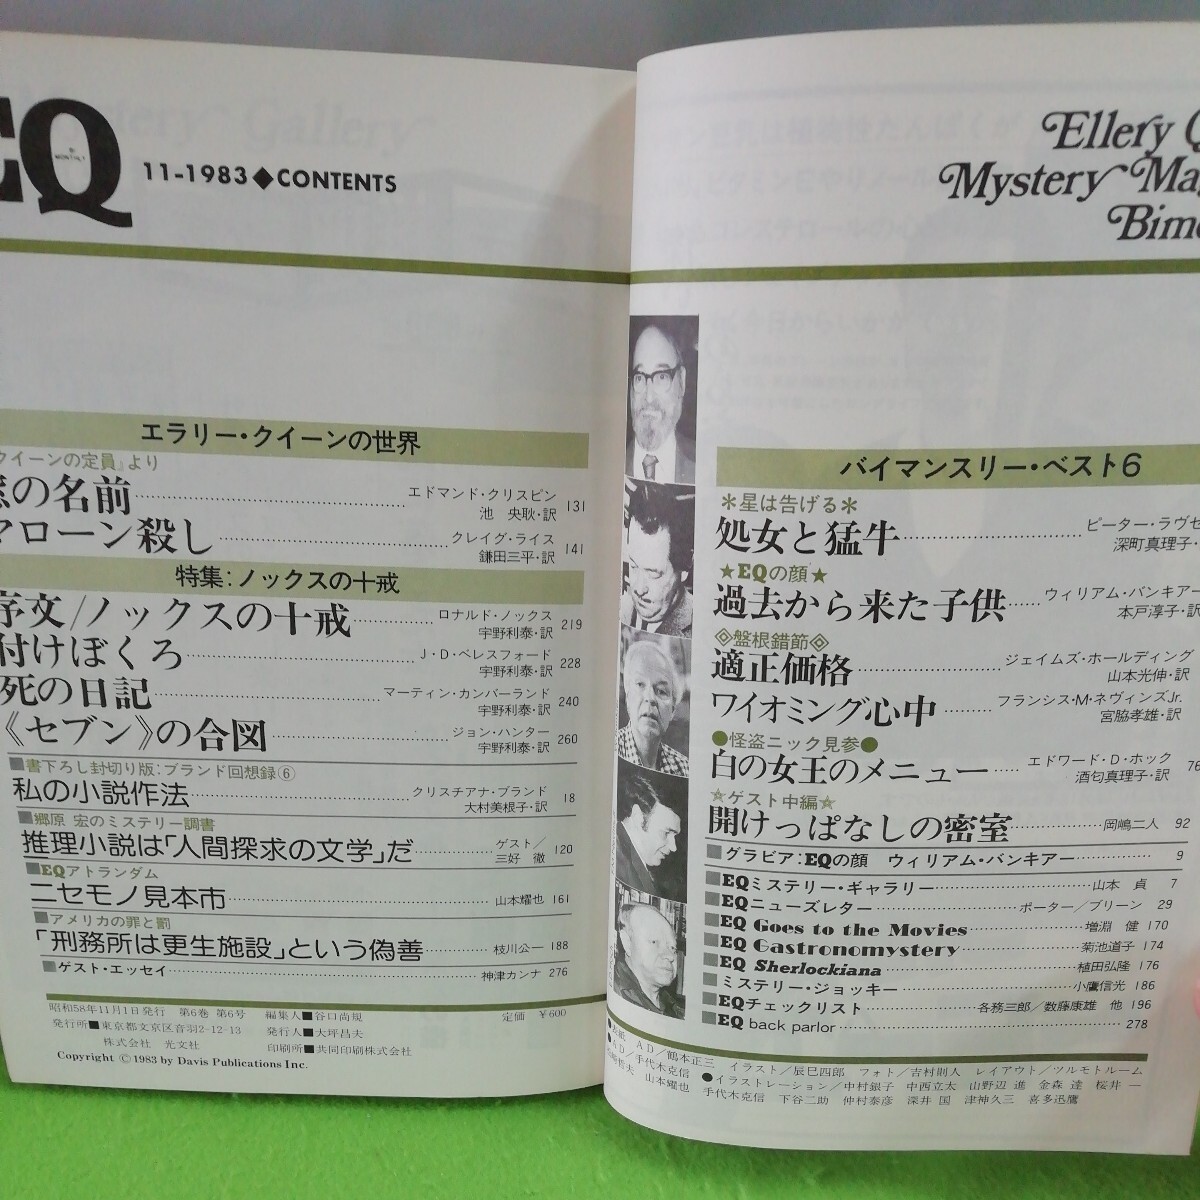 EQ
BI MONTHLY
11-1983◆CONTENTS
エラリー・クイーンの世界
クイーンの定員』より
の名前 エドマンド・クリスピン 池 央耿・訳 131
マローン殺し クレイグ・ライス 鎌田三平・訳 141
特集：ノックスの十戒
序文/ノックスの十戒 ロナルド・ノックス 宇野利泰・訳 219
付けぼくろ J・D・ベレスフォード 宇野利泰・訳 228
死の日記 マーティン・カンバーランド 宇野利泰・訳 240
《セブン》の合図 ジョン・ハンター 宇野利泰・訳 260
■書下ろし封切り版：ブランド回想録⑥
私の小説作法 クリスチアナ・ブランド 大村美根子・訳 18
■郷原 宏のミステリー調書
推理小説は「人間探求の文学」だ ゲスト／三好 徹 120
■EQアトランダム
ニセモノ見本市 山本耀也 161
■アメリカの罪と罰
「刑務所は更生施設」という偽善 枝川公一 188
■ゲスト・エッセイ 神津カンナ 276
昭和58年11月1日発行 第6巻 第6号 編集人■谷口尚規 定価 ￥600
発行所■東京都文京区音羽2-12-13 発行人■大坪昌夫
株式会社 光文社 印刷所■共同印刷株式会社
Copyright ©1983 by Davis Publications Inc.
Ellery Q
Mystery Ma
Bim
バイマンスリー・ベスト6
＊星は告げる＊
処女と猛牛 ピーター・ラヴゼ 深町真理子・
★EQの顔★
過去から来た子供 ウィリアム・バンキアー 本戸淳子・訳
◈盤根錯節◈
適正価格 ジェイムズ・ホールディング 山本光伸・訳
ワイオミング心中 フランシス・M・ネヴィンズJr. 宮脇孝雄・訳
●怪盗ニック見参●
白の女王のメニュー エドワード・D・ホック 酒匂真理子・訳 76
★ゲスト中編★
開けっぱなしの密室 岡嶋二人 92
■グラビア：EQの顔 ウィリアム・バンキアー 9
■EQミステリー・ギャラリー 山本 貞 7
■EQニューズレター ポーター／ブリーン 29
■EQ Goes to the Movies 増淵 健 170
■EQ Gastronomystery 菊池道子 174
■EQ Sherlockiana 植田弘隆 176
■ミステリー・ジョッキー 小鷹信光 186
■EQチェックリスト 各務三郎／数藤康雄 他 196
■EQ back parlor 278
●表紙 AD／鶴本正三 イラスト／辰巳四郎 フォト／吉村則人 レイアウト／ツルモトルーム
●AD／手代木克信 ●イラストレーション／中村銀子 中西立太 山野辺 進 金森 達 桜井 一
山本耀也 手代木克信 下谷二助 仲村泰彦 深井 国 津神久三 喜多迅鷹